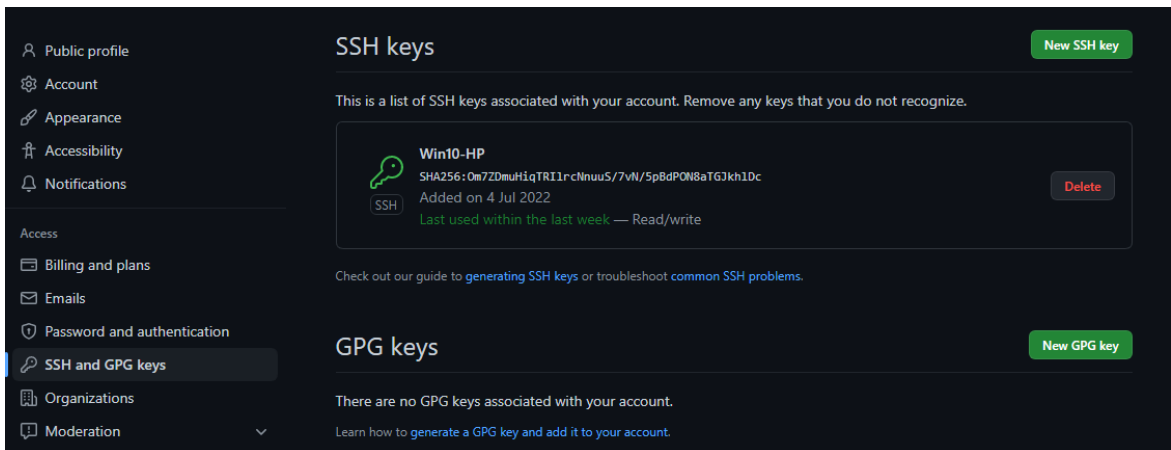 Public profile
Account
Appearance
Accessibility
Notifications
Access
Billing and plans
Emails
Password and authentication
SSH and GPG keys
Organizations
Moderation
SSH keys
New SSH key
This is a list of SSH keys associated with your account. Remove any keys that you do not recognize.
Win10-HP
SHA256:Om7ZDmuHiqTRI1rcNnuuS/7vN/5pBdPON8aTGJkh1Dc
SSH
Added on 4 Jul 2022
Last used within the last week — Read/write
Delete
Check out our guide to generating SSH keys or troubleshoot common SSH problems.
GPG keys
New GPG key
There are no GPG keys associated with your account.
Learn how to generate a GPG key and add it to your account.